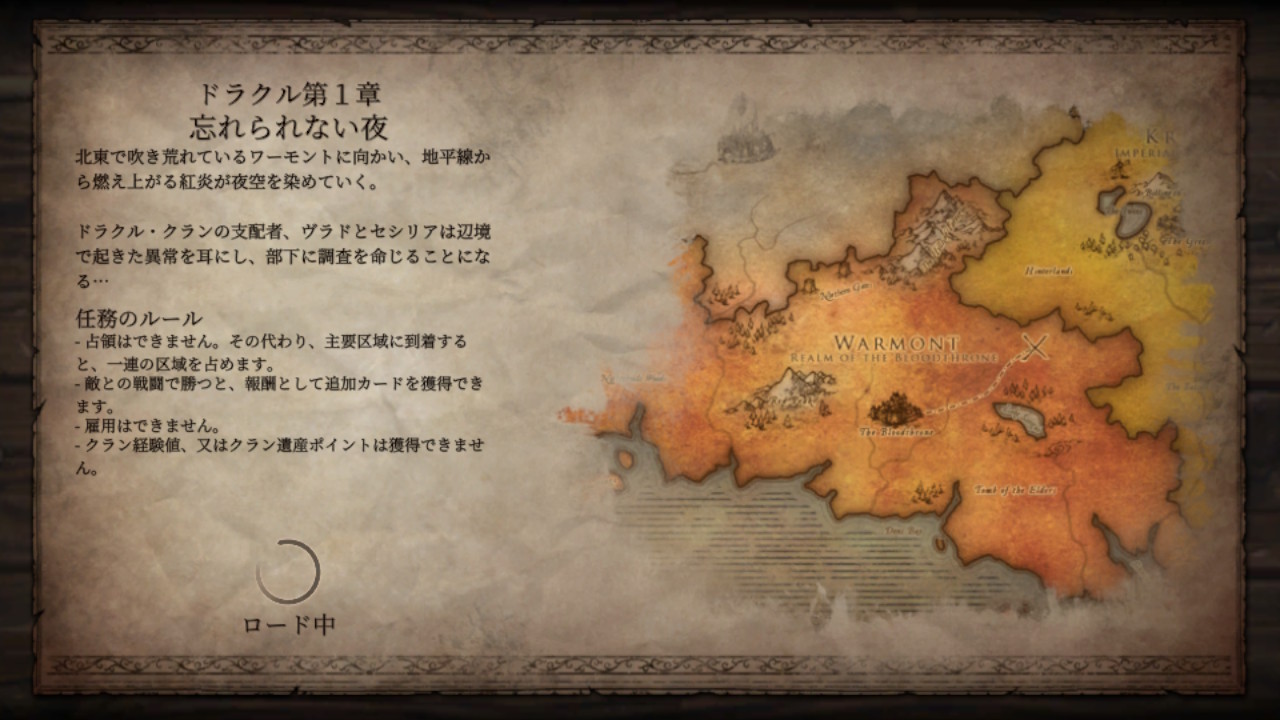 ドラクル第１章
忘れられない夜
北東で吹き荒れているワーモントに向かい、地平線か
ら燃え上がる紅炎が夜空を染めていく。
ドラクル・クランの支配者、ヴラドとセシリアは辺境
で起きた異常を耳にし、部下に調査を命じることにな
る…
任務のルール
- 占領はできません。その代わり、主要区域に到着する
と、一連の区域を占めます。
- 敵との戦闘で勝つと、報酬として追加カードを獲得でき
ます。
- 雇用はできません。
- クラン経験値、又はクラン遺産ポイントは獲得できませ
ん。
ロード中
Hinterlands
WARMONT
REALM OF THE BLOODTHRONE
The Bloodthrone
Tomb of the Elders